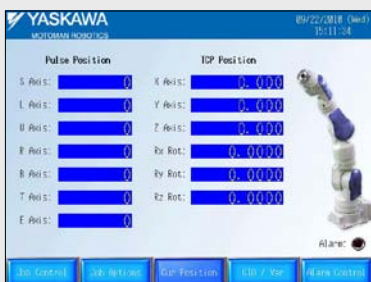 YASKAWA
MOTOMAN ROBOTICS
09/22/2010 (Wed)
15:11:34
Pulse Position
TCP Position
S Axis: 0
X Axis: 0.000
L Axis: 0
Y Axis: 0.000
U Axis: 0
Z Axis: 0.000
R Axis: 0
Rx Rot: 0.0000
B Axis: 0
Ry Rot: 0.0000
T Axis: 0
Rz Rot: 0.0000
E Axis: 0
Alarm:
Job Control
Job Options
Cur Position
CIO / Var
Alarm Control